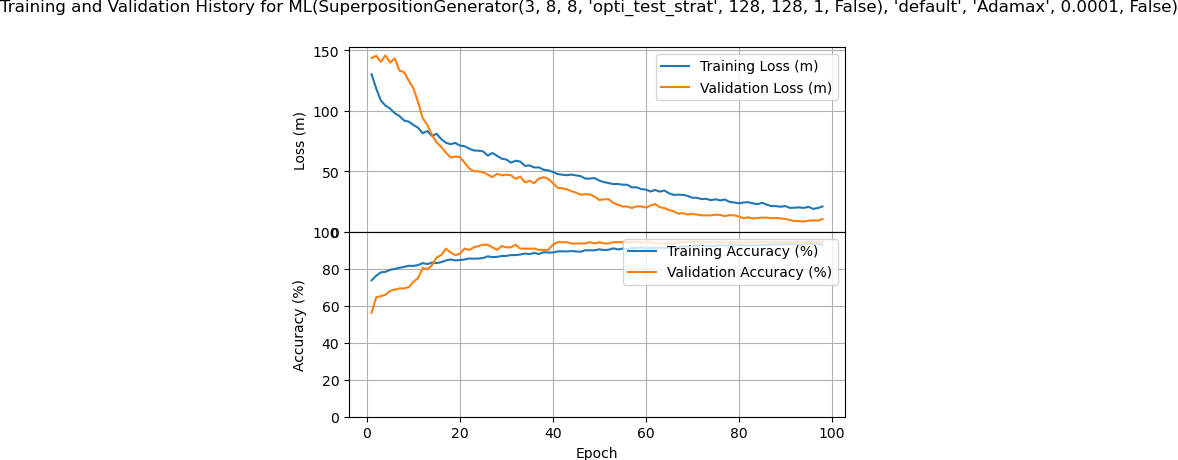 Training and Validation History for ML(SuperpositionGenerator(3, 8, 8, 'opti_test_strat', 128, 128, 1, False), 'default', 'Adamax', 0.0001, False)
150
100
50
0
Loss (m)
Training Loss (m)
Validation Loss (m)
100
80
60
40
20
0
Accuracy (%)
Training Accuracy (%)
Validation Accuracy (%)
0 20 40 60 80 100
Epoch